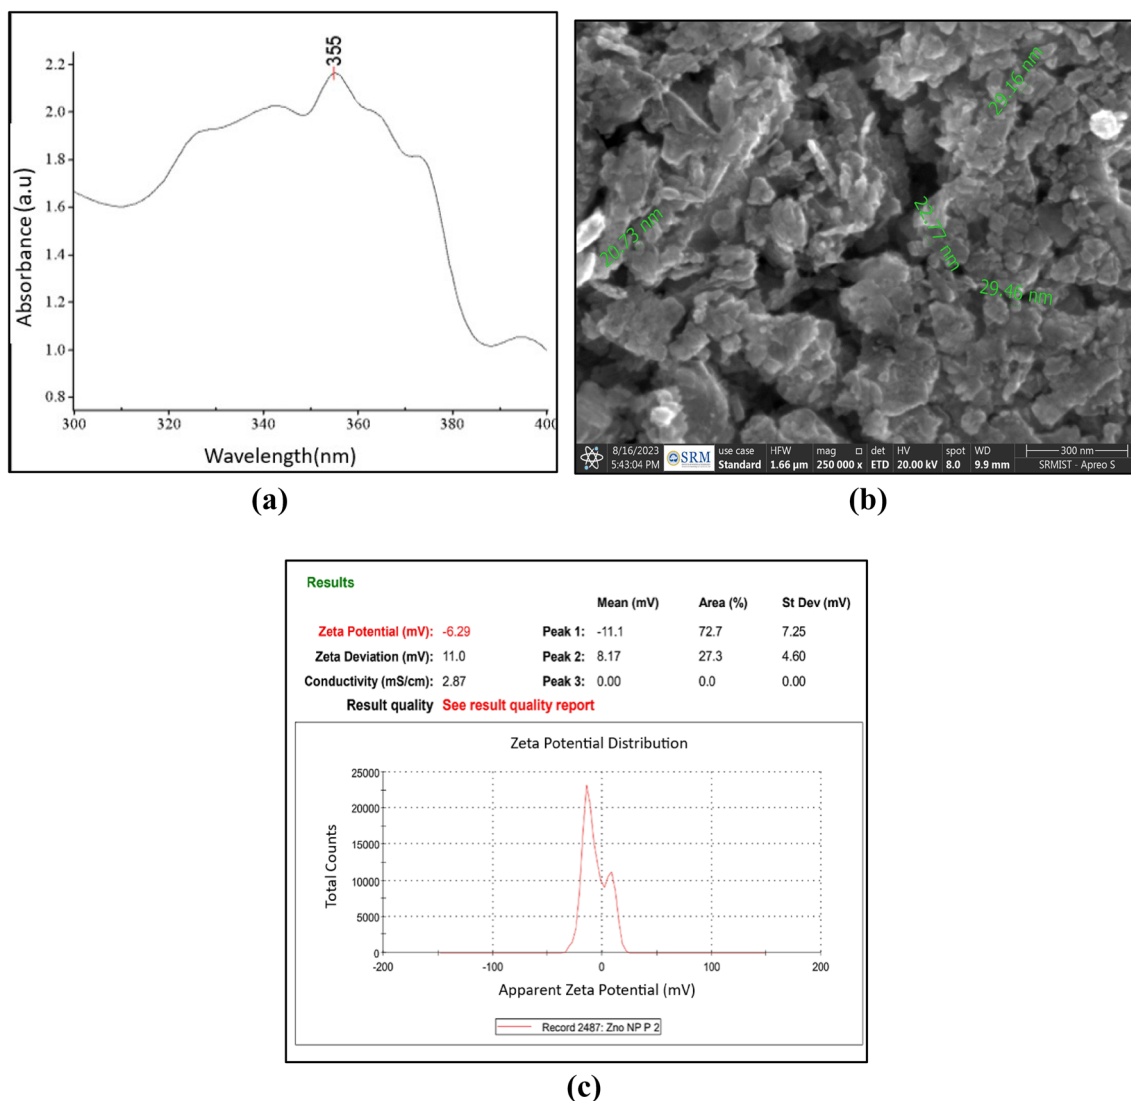 355
2.2
2.0
1.8
1.6
1.4
1.2
1.0
0.8
Absorbance (a.u)
300 320 340 360 380 400
Wavelength(nm)
(a)
29.16 nm
20.73 nm
22.77 nm
29.46 nm
8/16/2023
5:43:04 PM
SRM
use case
Standard
HFW
1.66 µm
mag
250 000 x
det
ETD
HV
20.00 kV
spot
8.0
WD
9.9 mm
300 nm
SRMIST - Apreo S
(b)
Results
Mean (mV) Area (%) St Dev (mV)
Zeta Potential (mV): -6.29 Peak 1: -11.1 72.7 7.25
Zeta Deviation (mV): 11.0 Peak 2: 8.17 27.3 4.60
Conductivity (mS/cm): 2.87 Peak 3: 0.00 0.0 0.00
Result quality See result quality report
Zeta Potential Distribution
25000
20000
15000
10000
5000
0
Total Counts
-200 -100 0 100 200
Apparent Zeta Potential (mV)
Record 2487: Zno NP P 2
(c)